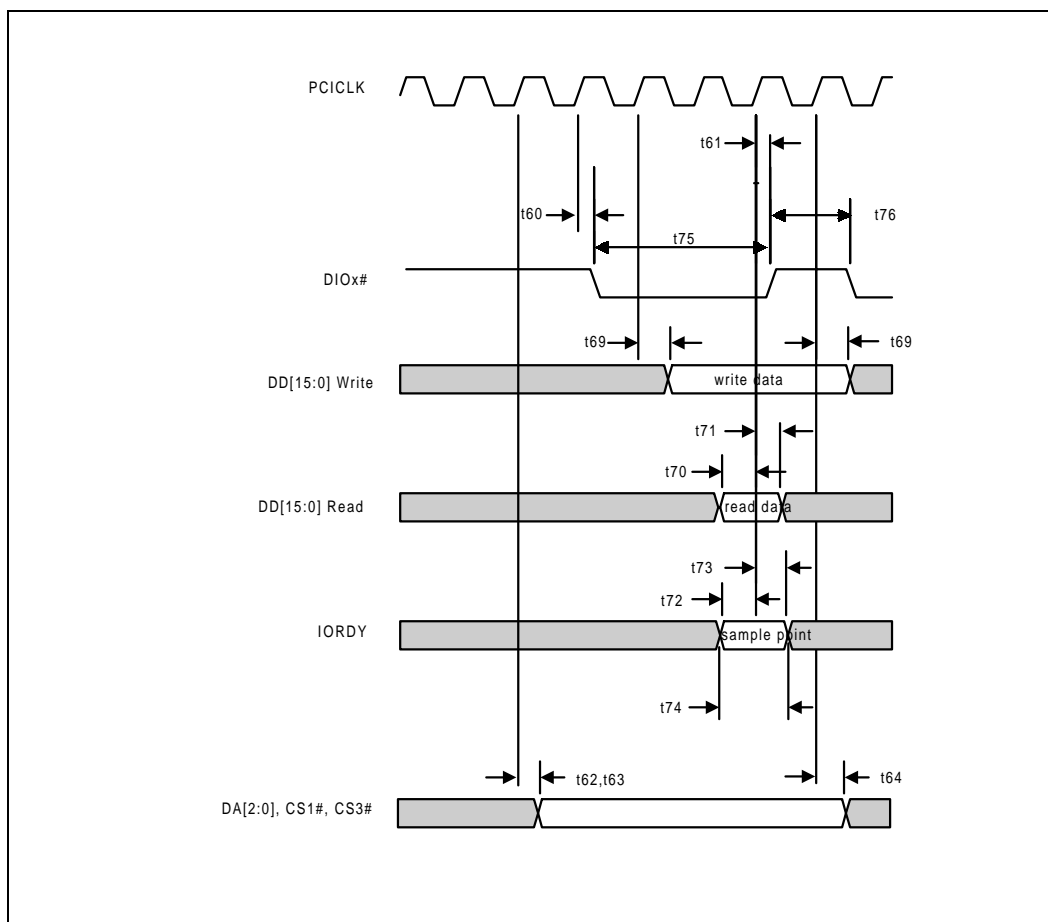 PCICLK
t61
t60
t76
t75
DIOx#
t69
t69
DD[15:0] Write
write data
t71
t70
DD[15:0] Read
read data
t73
t72
IORDY
sample point
t74
t62,t63
t64
DA[2:0], CS1#, CS3#